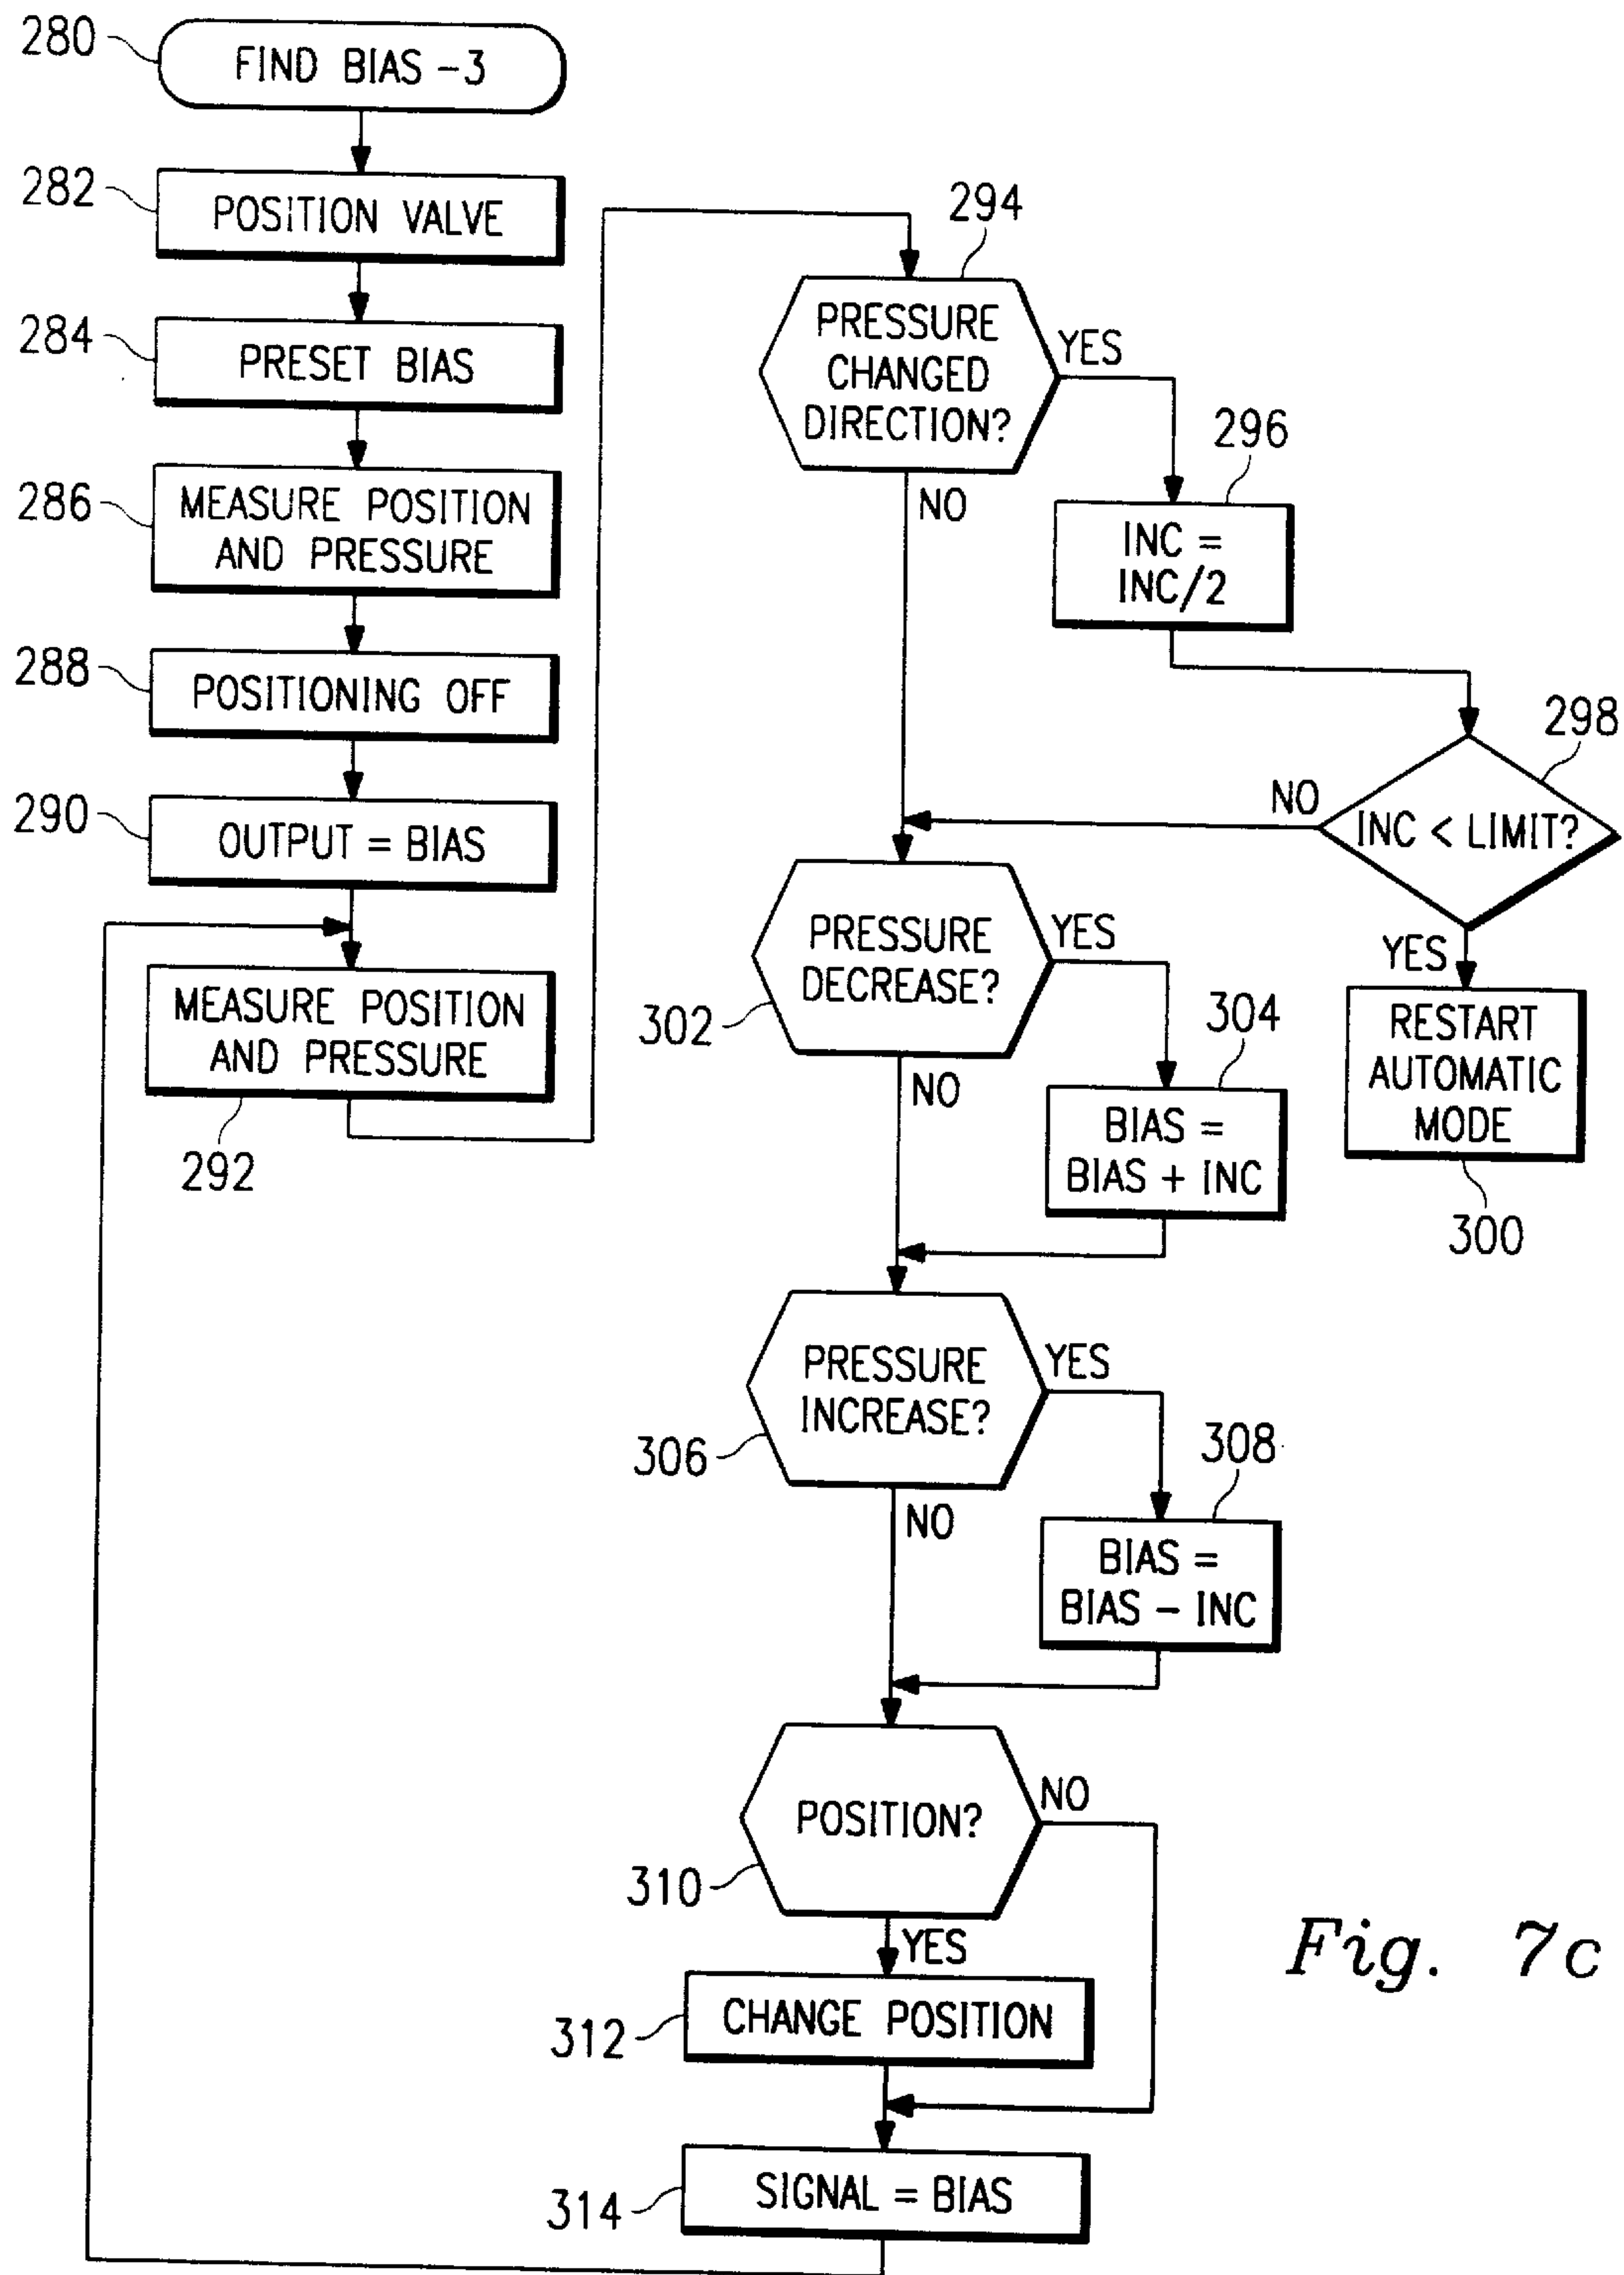 280
FIND BIAS -3
282
POSITION VALVE
284
PRESET BIAS
286
MEASURE POSITION
AND PRESSURE
288
POSITIONING OFF
290
OUTPUT = BIAS
MEASURE POSITION
AND PRESSURE
292
294
PRESSURE
CHANGED
DIRECTION?
YES
NO
296
INC =
INC/2
298
INC < LIMIT?
NO
YES
RESTART
AUTOMATIC
MODE
300
PRESSURE
DECREASE?
302
YES
NO
304
BIAS =
BIAS + INC
PRESSURE
INCREASE?
306
YES
NO
308
BIAS =
BIAS - INC
POSITION?
310
NO
YES
CHANGE POSITION
312
SIGNAL = BIAS
314
Fig. 7c